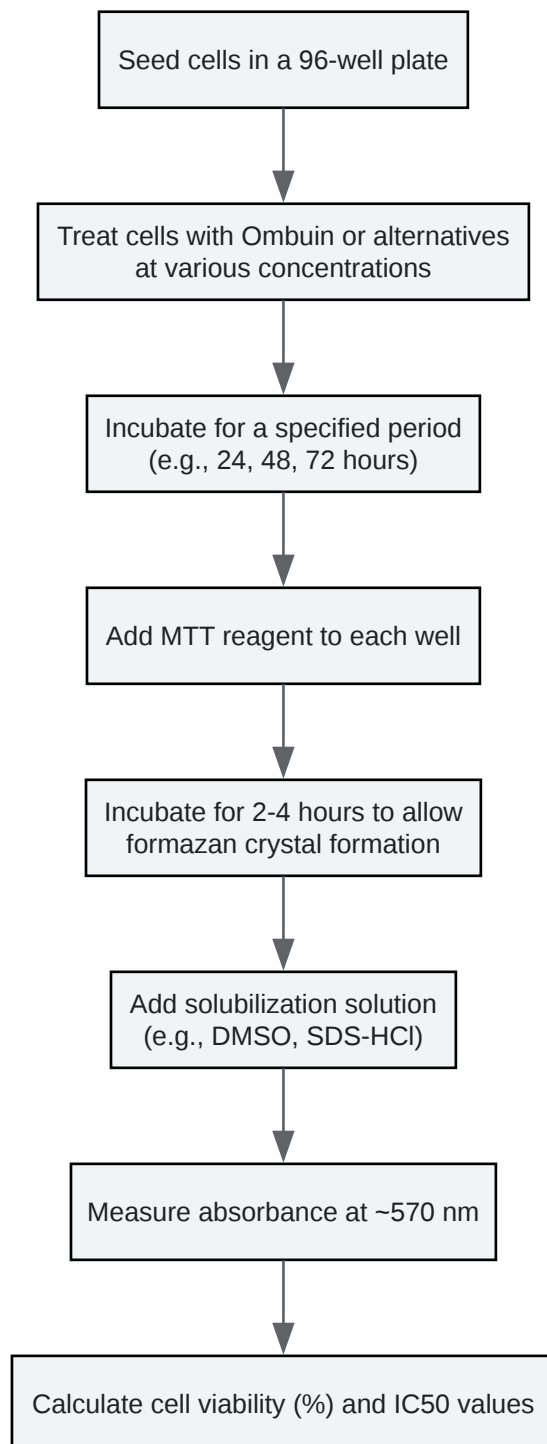 Seed cells in a 96-well plate
Treat cells with Ombuin or alternatives
at various concentrations
Incubate for a specified period
(e.g., 24, 48, 72 hours)
Add MTT reagent to each well
Incubate for 2-4 hours to allow
formazan crystal formation
Add solubilization solution
(e.g., DMSO, SDS-HCl)
Measure absorbance at ~570 nm
Calculate cell viability (%) and IC50 values